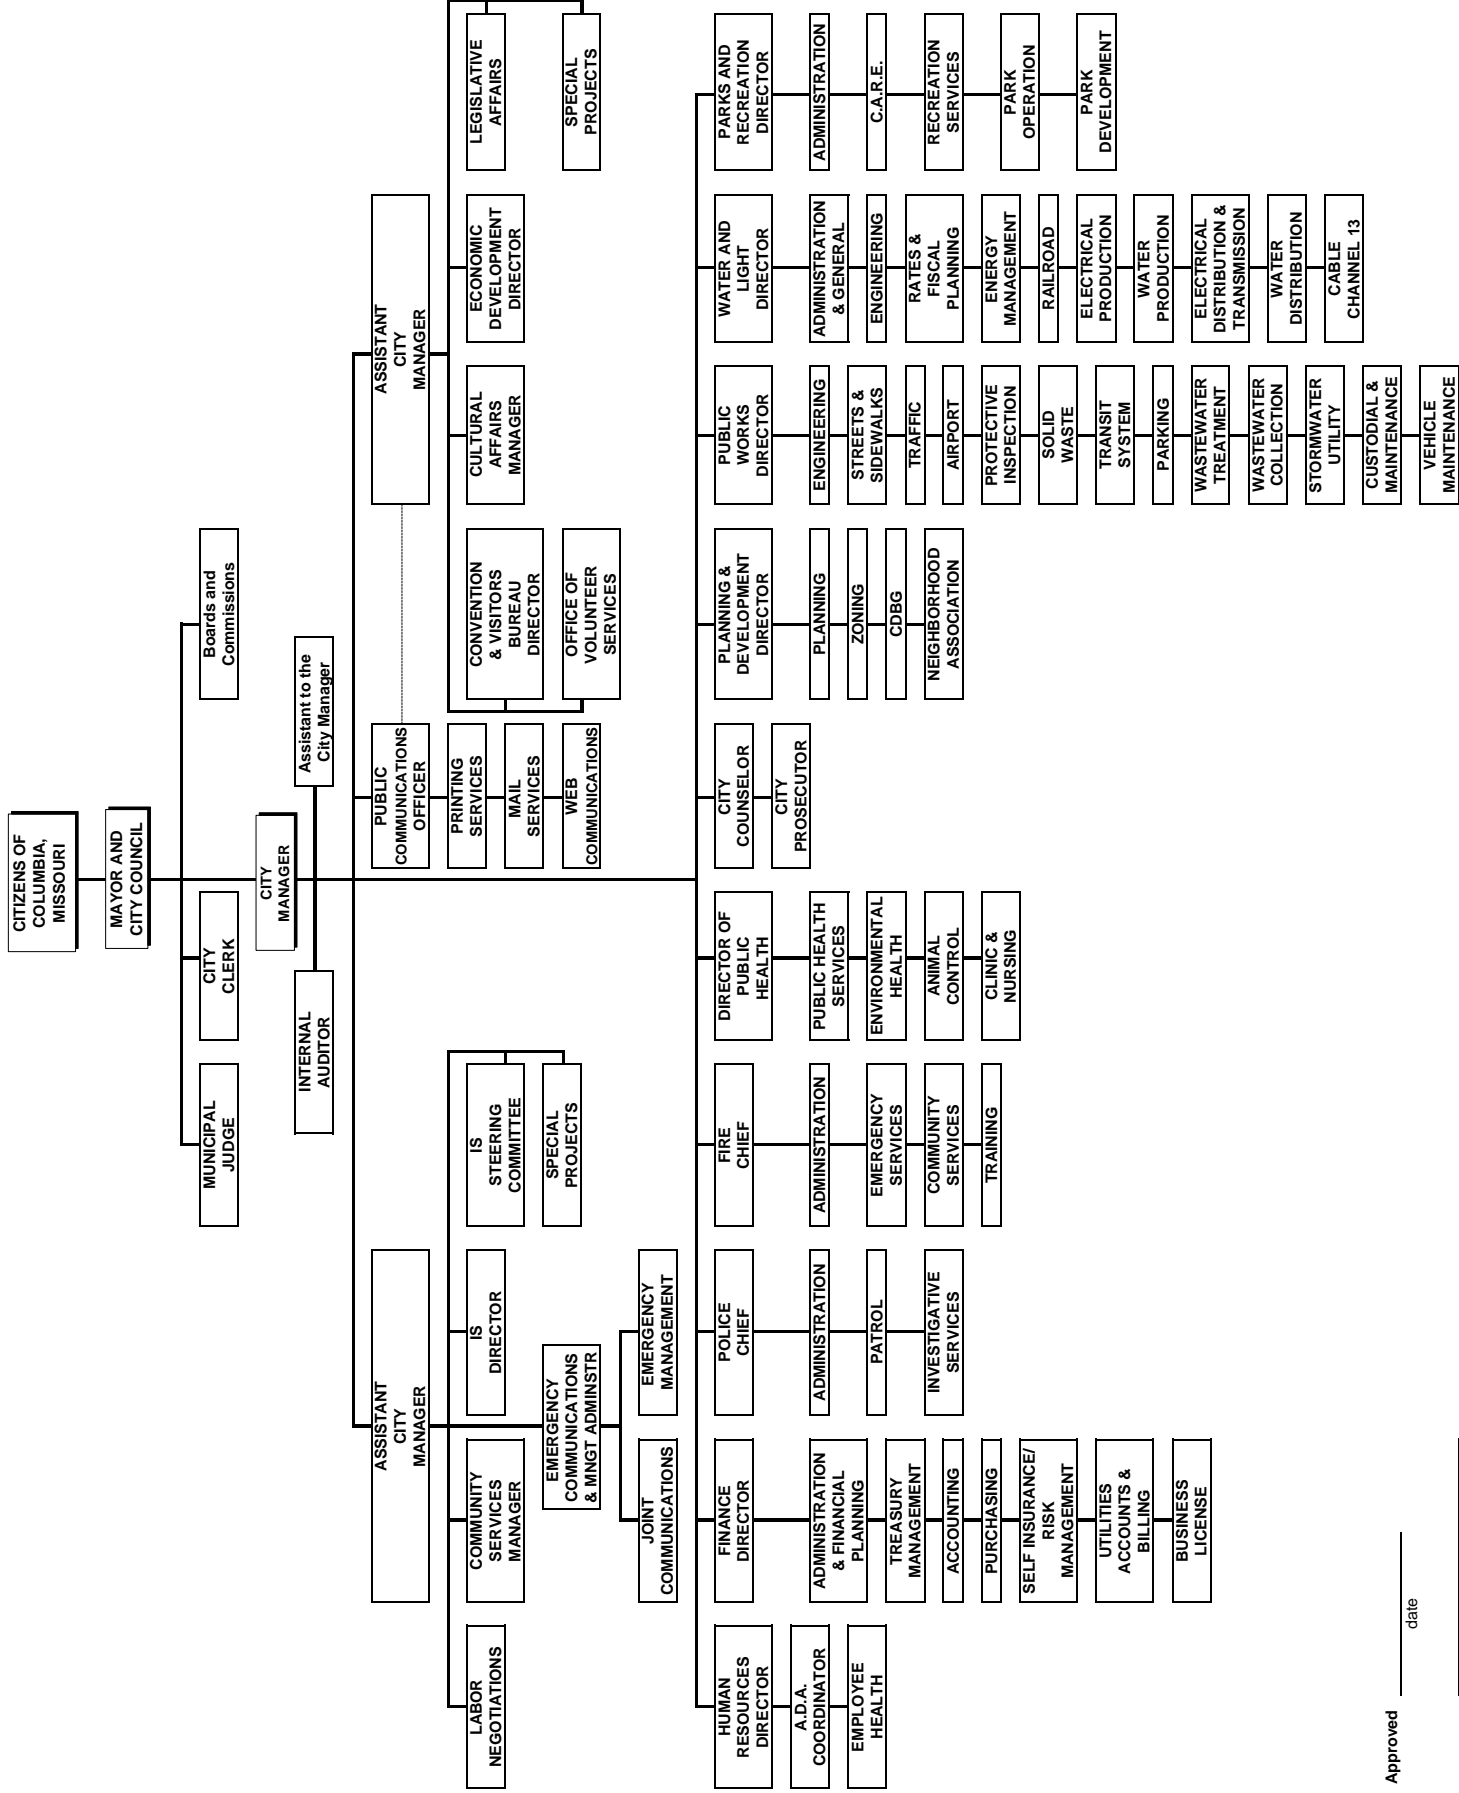 CITIZENS OF
COLUMBIA,
MISSOURI
MAYOR AND
CITY COUNCIL
MUNICIPAL
JUDGE
CITY
CLERK
Boards and
Commissions
CITY
MANAGER
INTERNAL
AUDITOR
Assistant to the
City Manager
ASSISTANT
CITY
MANAGER
PUBLIC
COMMUNICATIONS
OFFICER
ASSISTANT
CITY
MANAGER
PRINTING
SERVICES
MAIL
SERVICES
WEB
COMMUNICATIONS
LABOR
NEGOTIATIONS
COMMUNITY
SERVICES
MANAGER
IS
DIRECTOR
IS
STEERING
COMMITTEE
SPECIAL
PROJECTS
EMERGENCY
COMMUNICATIONS
& MNGT ADMINSTR
JOINT
COMMUNICATIONS
EMERGENCY
MANAGEMENT
CONVENTION
& VISITORS
BUREAU
DIRECTOR
OFFICE OF
VOLUNTEER
SERVICES
CULTURAL
AFFAIRS
MANAGER
ECONOMIC
DEVELOPMENT
DIRECTOR
LEGISLATIVE
AFFAIRS
SPECIAL
PROJECTS
HUMAN
RESOURCES
DIRECTOR
A.D.A.
COORDINATOR
EMPLOYEE
HEALTH
FINANCE
DIRECTOR
ADMINISTRATION
& FINANCIAL
PLANNING
TREASURY
MANAGEMENT
ACCOUNTING
PURCHASING
SELF INSURANCE/
RISK
MANAGEMENT
UTILITIES
ACCOUNTS &
BILLING
BUSINESS
LICENSE
POLICE
CHIEF
ADMINISTRATION
PATROL
INVESTIGATIVE
SERVICES
FIRE
CHIEF
ADMINISTRATION
EMERGENCY
SERVICES
COMMUNITY
SERVICES
TRAINING
DIRECTOR OF
PUBLIC
HEALTH
PUBLIC HEALTH
SERVICES
ENVIRONMENTAL
HEALTH
ANIMAL
CONTROL
CLINIC &
NURSING
CITY
COUNSELOR
CITY
PROSECUTOR
PLANNING &
DEVELOPMENT
DIRECTOR
PLANNING
ZONING
CDBG
NEIGHBORHOOD
ASSOCIATION
PUBLIC
WORKS
DIRECTOR
ENGINEERING
STREETS &
SIDEWALKS
TRAFFIC
AIRPORT
PROTECTIVE
INSPECTION
SOLID
WASTE
TRANSIT
SYSTEM
PARKING
WASTEWATER
TREATMENT
WASTEWATER
COLLECTION
STORMWATER
UTILITY
CUSTODIAL &
MAINTENANCE
VEHICLE
MAINTENANCE
WATER AND
LIGHT
DIRECTOR
ADMINISTRATION
& GENERAL
ENGINEERING
RATES &
FISCAL
PLANNING
ENERGY
MANAGEMENT
RAILROAD
ELECTRICAL
PRODUCTION
WATER
PRODUCTION
ELECTRICAL
DISTRIBUTION &
TRANSMISSION
WATER
DISTRIBUTION
CABLE
CHANNEL 13
PARKS AND
RECREATION
DIRECTOR
ADMINISTRATION
C.A.R.E.
RECREATION
SERVICES
PARK
OPERATION
PARK
DEVELOPMENT
Approved
date